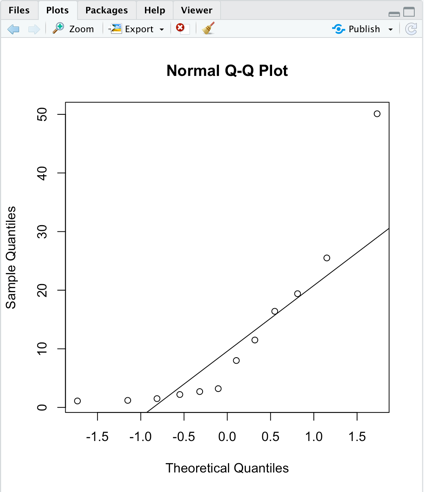 Files Plots Packages Help Viewer
Zoom Export Publish
Normal Q-Q Plot
Sample Quantiles
50
40
30
20
10
0
-1.5 -1.0 -0.5 0.0 0.5 1.0 1.5
Theoretical Quantiles